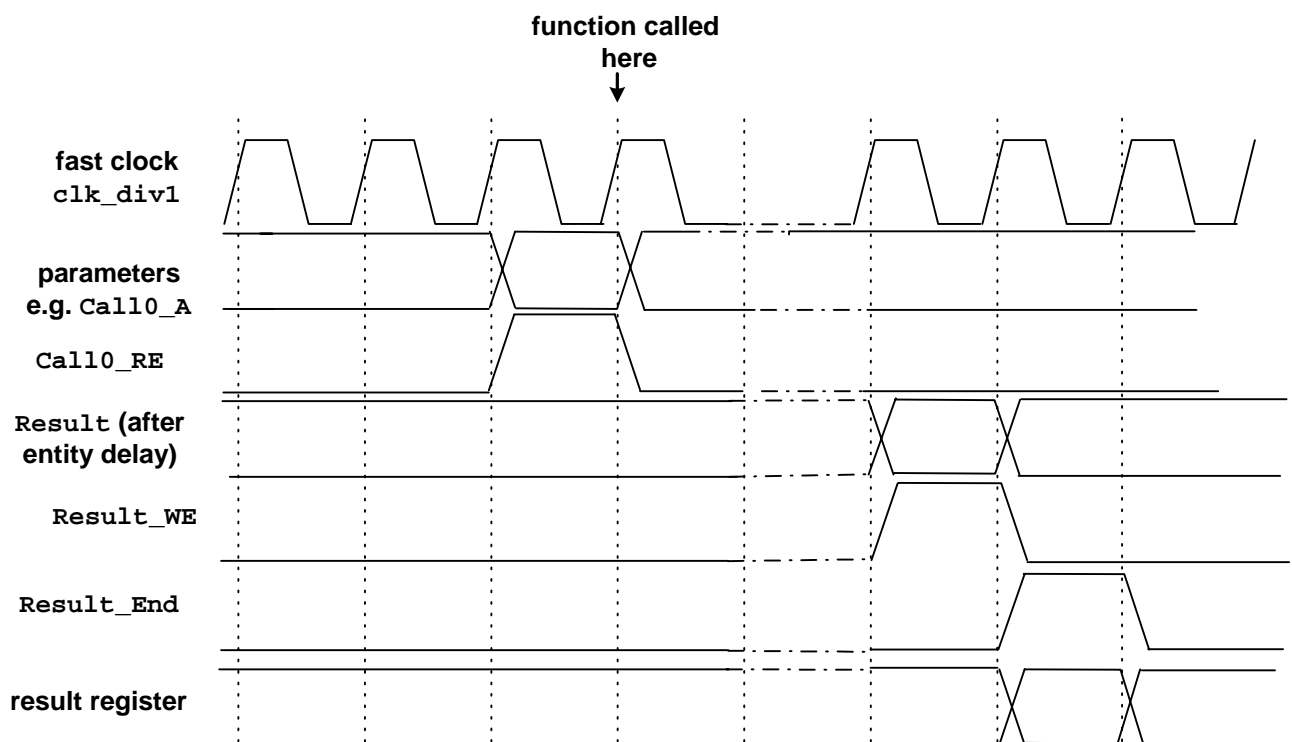 function called
here
fast clock
clk_div1
parameters
e.g. Call0_A
Call0_RE
Result (after
entity delay)
Result_WE
Result_End
result register